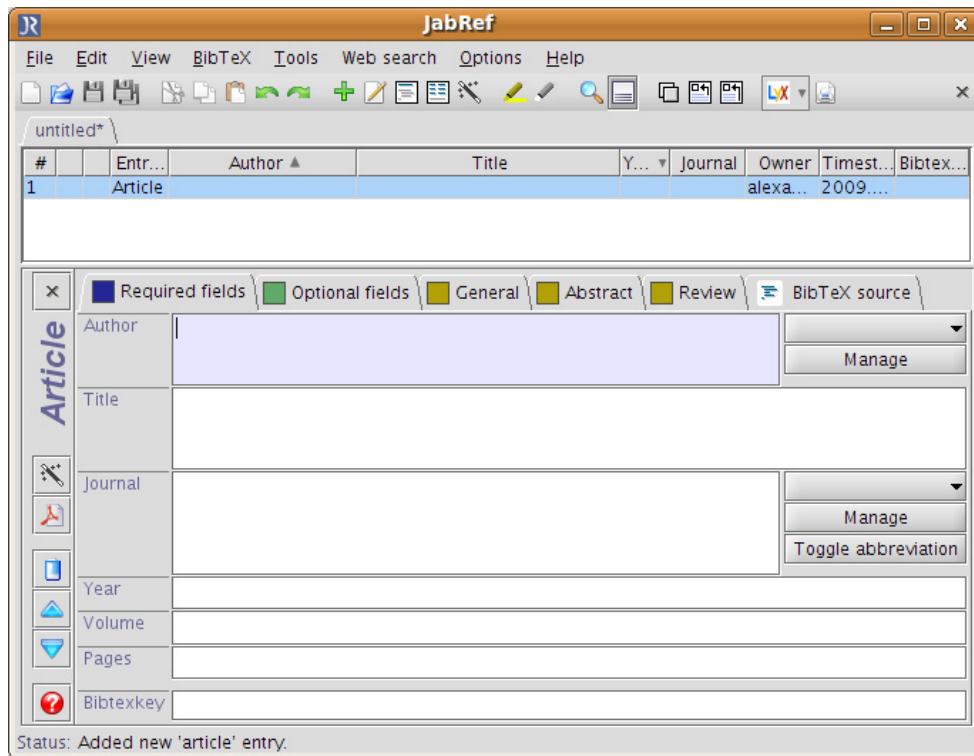 JabRef
File Edit View BibTeX Tools Web search Options Help
LyX
untitled*
# Entr... Author Title Y... Journal Owner Timest... Bibtex...
1 Article alexa... 2009....
Required fields Optional fields General Abstract Review BibTeX source
Article
Author
Manage
Title
Journal
Manage
Toggle abbreviation
Year
Volume
Pages
Bibtexkey
Status: Added new 'article' entry.